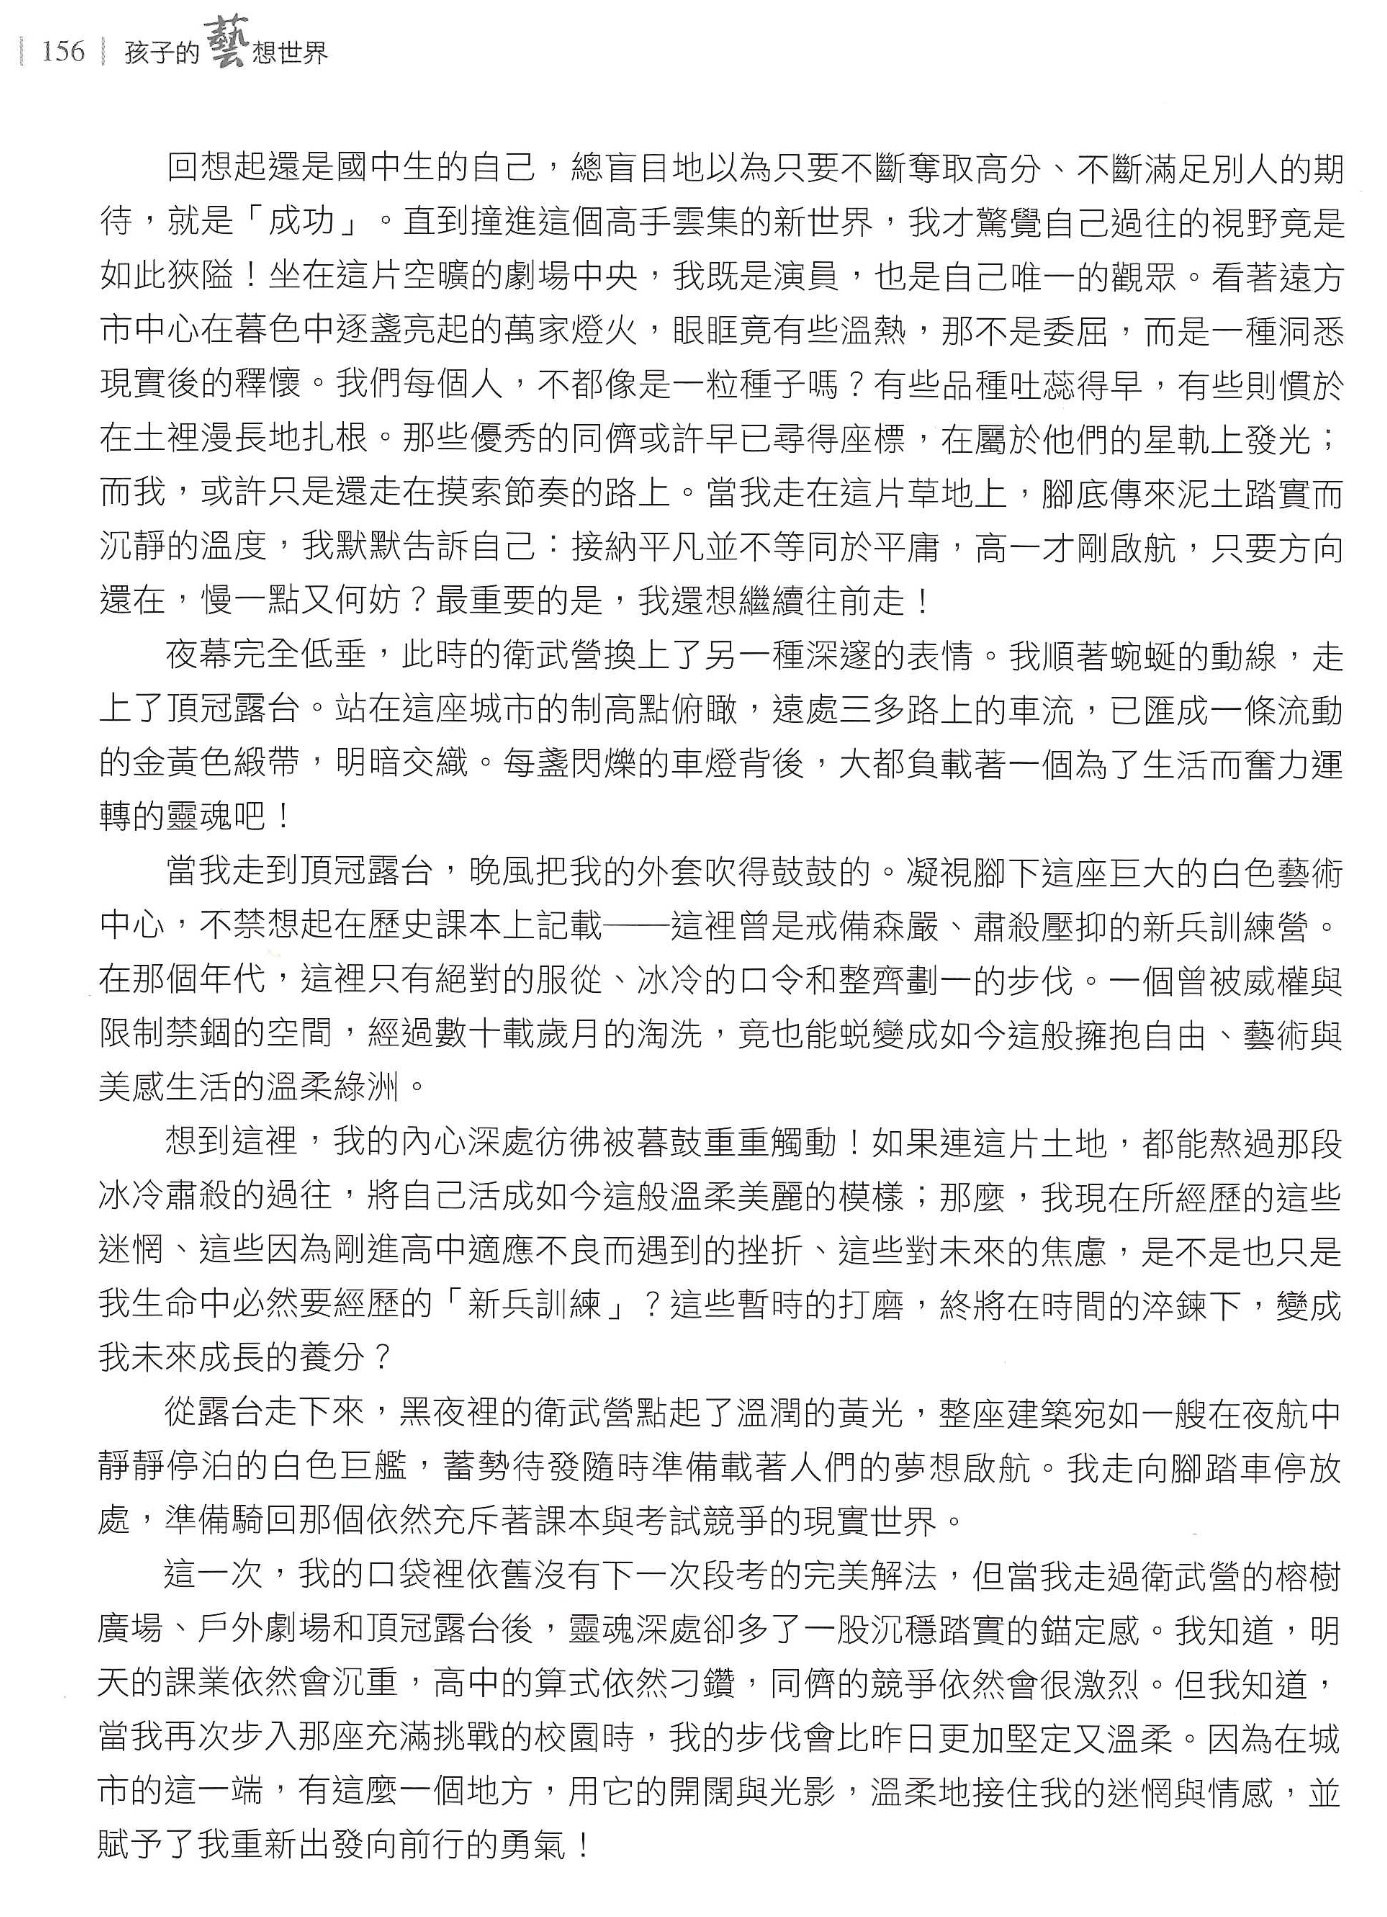 156 孩子的藝想世界
回想起還是國中生的自己，總盲目地以為只要不斷奪取高分、不斷滿足別人的期
待，就是「成功」。直到撞進這個高手雲集的新世界，我才驚覺自己過往的視野竟是
如此狹隘！坐在這片空曠的劇場中央，我既是演員，也是自己唯一的觀眾。看著遠方
市中心在暮色中逐盞亮起的萬家燈火，眼眶竟有些溫熱，那不是委屈，而是一種洞悉
現實後的釋懷。我們每個人，不都像是一粒種子嗎？有些品種吐蕊得早，有些則慣於
在土裡漫長地扎根。那些優秀的同儕或許早已尋得座標，在屬於他們的星軌上發光；
而我，或許只是還走在摸索節奏的路上。當我走在這片草地上，腳底傳來泥土踏實而
沉靜的溫度，我默默告訴自己：接納平凡並不等同於平庸，高一才剛啟航，只要方向
還在，慢一點又何妨？最重要的是，我還想繼續往前走！
夜幕完全低垂，此時的衛武營換上了另一種深邃的表情。我順著蜿蜒的動線，走
上了頂冠露台。站在這座城市的制高點俯瞰，遠處三多路上的車流，已匯成一條流動
的金黃色緞帶，明暗交織。每盞閃爍的車燈背後，大都負載著一個為了生活而奮力運
轉的靈魂吧！
當我走到頂冠露台，晚風把我的外套吹得鼓鼓的。凝視腳下這座巨大的白色藝術
中心，不禁想起在歷史課本上記載——這裡曾是戒備森嚴、肅殺壓抑的新兵訓練營。
在那個年代，這裡只有絕對的服從、冰冷的口令和整齊劃一的步伐。一個曾被威權與
限制禁錮的空間，經過數十載歲月的淘洗，竟也能蛻變成如今這般擁抱自由、藝術與
美感生活的溫柔綠洲。
想到這裡，我的內心深處彷彿被暮鼓重重觸動！如果連這片土地，都能熬過那段
冰冷肅殺的過往，將自己活成如今這般溫柔美麗的模樣；那麼，我現在所經歷的這些
迷惘、這些因為剛進高中適應不良而遇到的挫折、這些對未來的焦慮，是不是也只是
我生命中必然要經歷的「新兵訓練」？這些暫時的打磨，終將在時間的淬鍊下，變成
我未來成長的養分？
從露台走下來，黑夜裡的衛武營點起了溫潤的黃光，整座建築宛如一艘在夜航中
靜靜停泊的白色巨艦，蓄勢待發隨時準備載著人們的夢想啟航。我走向腳踏車停放
處，準備騎回那個依然充斥著課本與考試競爭的現實世界。
這一次，我的口袋裡依舊沒有下一次段考的完美解法，但當我走過衛武營的榕樹
廣場、戶外劇場和頂冠露台後，靈魂深處卻多了一股沉穩踏實的錨定感。我知道，明
天的課業依然會沉重，高中的算式依然刁鑽，同儕的競爭依然會很激烈。但我知道，
當我再次步入那座充滿挑戰的校園時，我的步伐會比昨日更加堅定又溫柔。因為在城
市的這一端，有這麼一個地方，用它的開闊與光影，溫柔地接住我的迷惘與情感，並
賦予了我重新出發向前行的勇氣！